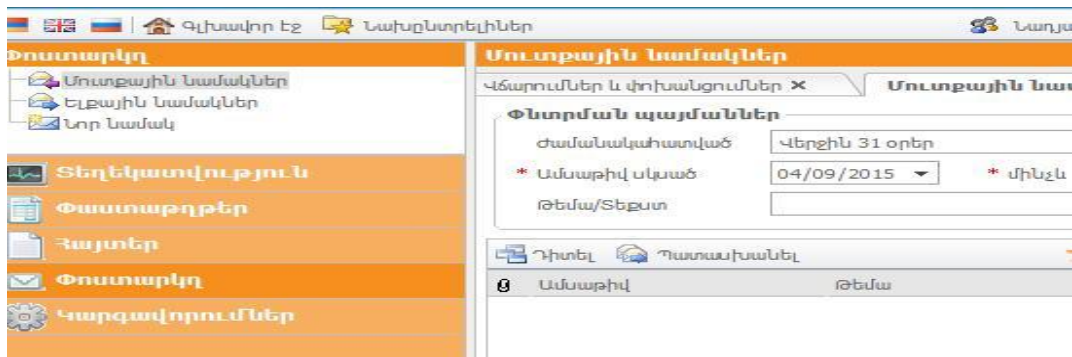 Գլխավոր էջ Նախընտրելիներ
Փոստարկղ
Մուտքային նամակներ
Ելքային նամակներ
Նոր նամակ
Տեղեկատվություն
Փաստաթղթեր
Հայտեր
Փոստարկղ
Կարգավորումներ
Մուտքային նամակներ
Վճարումներ և փոխանցումներ × Մուտքային
Փնտրման պայմաններ
Ժամանակահատված Վերջին 31 օրեր
* Ամսաթիվ սկսած 04/09/2015 * մինչև
Թեմա/Տեքստ
Դիտել Պատասխանել
Ամսաթիվ Թեմա